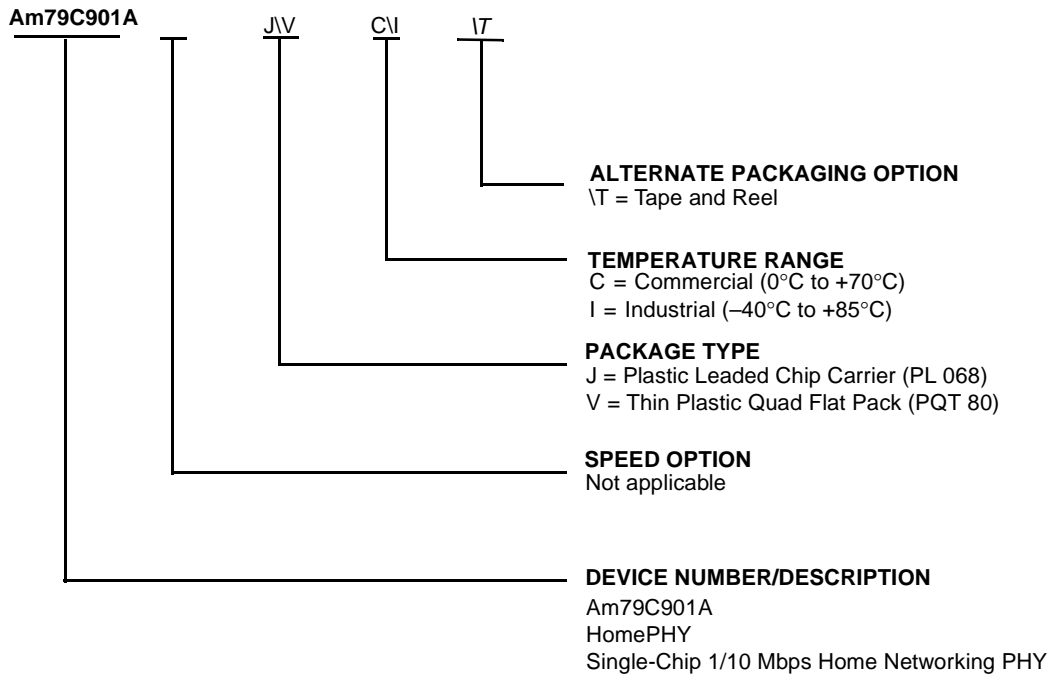 Am79C901A J\V C\I \T
ALTERNATE PACKAGING OPTION
\T = Tape and Reel
TEMPERATURE RANGE
C = Commercial (0°C to +70°C)
I = Industrial (–40°C to +85°C)
PACKAGE TYPE
J = Plastic Leaded Chip Carrier (PL 068)
V = Thin Plastic Quad Flat Pack (PQT 80)
SPEED OPTION
Not applicable
DEVICE NUMBER/DESCRIPTION
Am79C901A
HomePHY
Single-Chip 1/10 Mbps Home Networking PHY